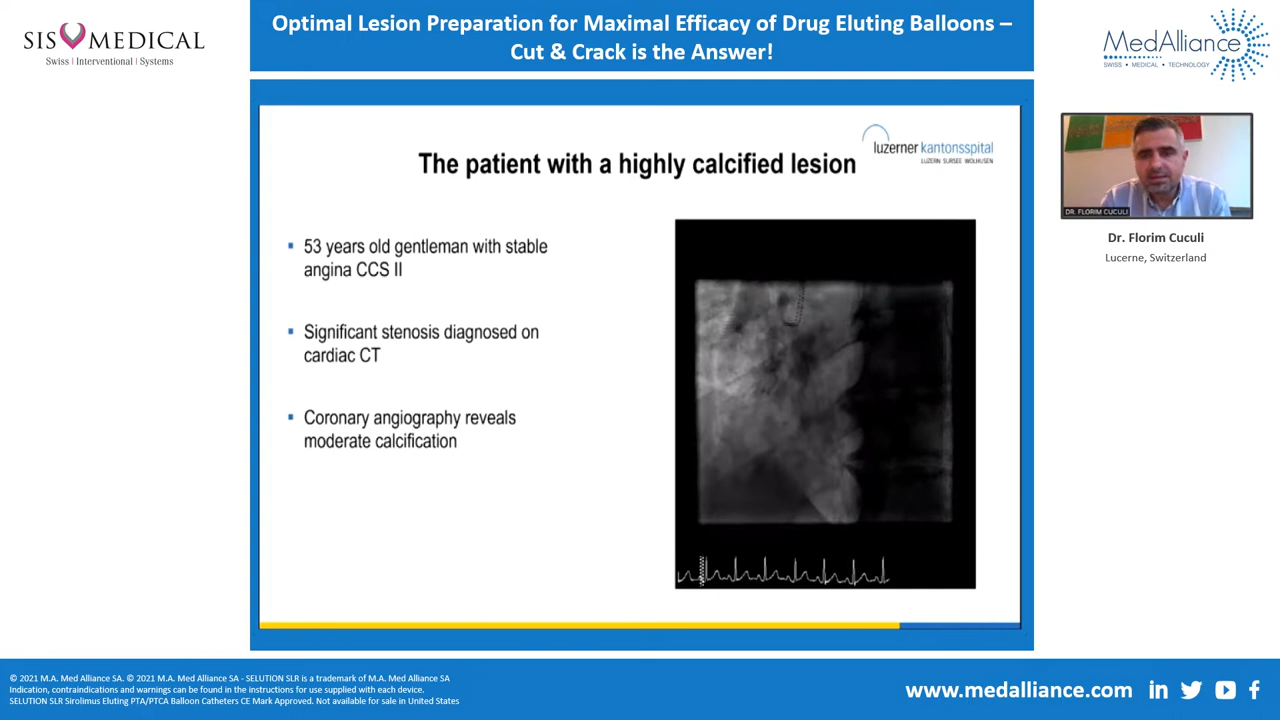 SIS MEDICAL
Swiss | Interventional | Systems
Optimal Lesion Preparation for Maximal Efficacy of Drug Eluting Balloons –
Cut & Crack is the Answer!
MedAlliance
SWISS • MEDICAL • TECHNOLOGY
luzerner kantonsspital
LUZERN SURSEE WOLHUSEN
The patient with a highly calcified lesion
53 years old gentleman with stable
angina CCS II
Significant stenosis diagnosed on
cardiac CT
Coronary angiography reveals
moderate calcification
DR. FLORIM CUCULI
Dr. Florim Cuculi
Lucerne, Switzerland
© 2021 M.A. Med Alliance SA. © 2021 M.A. Med Alliance SA - SELUTION SLR is a trademark of M.A. Med Alliance SA
Indication, contraindications and warnings can be found in the instructions for use supplied with each device.
SELUTION SLR Sirolimus Eluting PTA/PTCA Balloon Catheters CE Mark Approved. Not available for sale in United States
www.medalliance.com